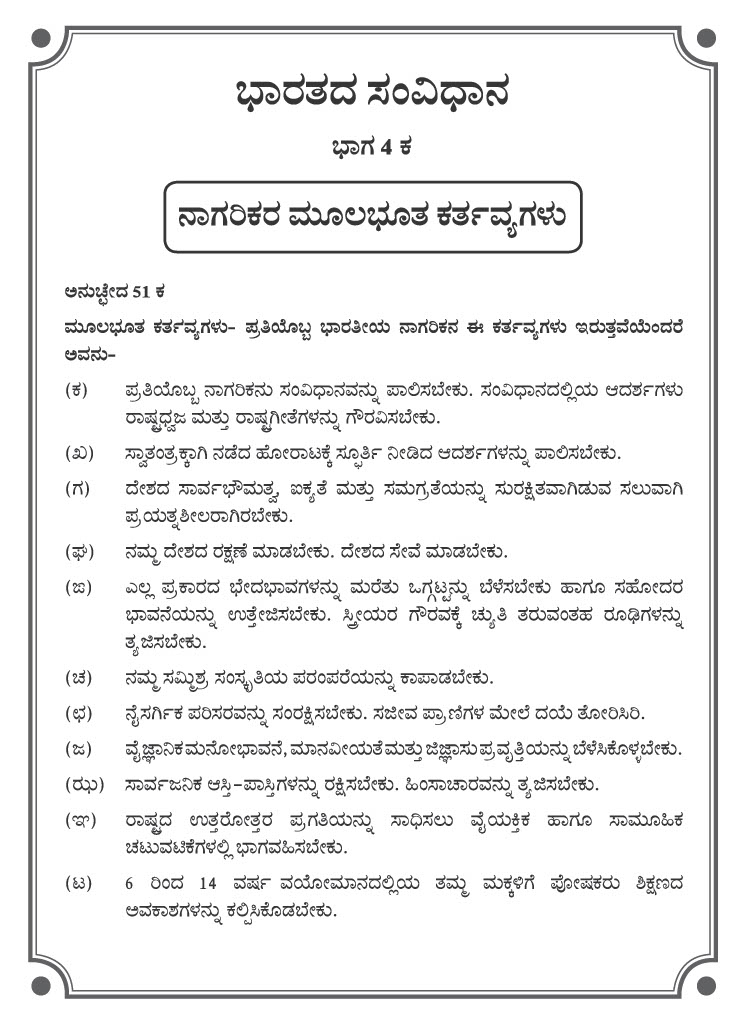 ಭಾರತದ ಸಂವಿಧಾನ
ಭಾಗ 4 ಕ
ನಾಗರಿಕರ ಮೂಲಭೂತ ಕರ್ತವ್ಯಗಳು
ಅನುಚ್ಛೇದ 51 ಕ
ಮೂಲಭೂತ ಕರ್ತವ್ಯಗಳು– ಪ್ರತಿಯೊಬ್ಬ ಭಾರತೀಯ ನಾಗರಿಕನ ಈ ಕರ್ತವ್ಯಗಳು ಇರುತ್ತವೆಯೆಂದರೆ
ಅವನು–
(ಕ) ಪ್ರತಿಯೊಬ್ಬ ನಾಗರಿಕನು ಸಂವಿಧಾನವನ್ನು ಪಾಲಿಸಬೇಕು. ಸಂವಿಧಾನದಲ್ಲಿಯ ಆದರ್ಶಗಳು
ರಾಷ್ಟ್ರಧ್ವಜ ಮತ್ತು ರಾಷ್ಟ್ರಗೀತೆಗಳನ್ನು ಗೌರವಿಸಬೇಕು.
(ಖ) ಸ್ವಾತಂತ್ರಕ್ಕಾಗಿ ನಡೆದ ಹೋರಾಟಕ್ಕೆ ಸ್ಫೂರ್ತಿ ನೀಡಿದ ಆದರ್ಶಗಳನ್ನು ಪಾಲಿಸಬೇಕು.
(ಗ) ದೇಶದ ಸಾರ್ವಭೌಮತ್ವ, ಐಕ್ಯತೆ ಮತ್ತು ಸಮಗ್ರತೆಯನ್ನು ಸುರಕ್ಷಿತವಾಗಿಡುವ ಸಲುವಾಗಿ
ಪ್ರಯತ್ನಶೀಲರಾಗಿರಬೇಕು.
(ಘ) ನಮ್ಮ ದೇಶದ ರಕ್ಷಣೆ ಮಾಡಬೇಕು. ದೇಶದ ಸೇವೆ ಮಾಡಬೇಕು.
(ಙ) ಎಲ್ಲ ಪ್ರಕಾರದ ಭೇದಭಾವಗಳನ್ನು ಮರೆತು ಒಗ್ಗಟ್ಟನ್ನು ಬೆಳೆಸಬೇಕು ಹಾಗೂ ಸಹೋದರ
ಭಾವನೆಯನ್ನು ಉತ್ತೇಜಿಸಬೇಕು. ಸ್ತ್ರೀಯರ ಗೌರವಕ್ಕೆ ಚ್ಯುತಿ ತರುವಂತಹ ರೂಢಿಗಳನ್ನು
ತ್ಯಜಿಸಬೇಕು.
(ಚ) ನಮ್ಮ ಸಮ್ಮಿಶ್ರ ಸಂಸ್ಕೃತಿಯ ಪರಂಪರೆಯನ್ನು ಕಾಪಾಡಬೇಕು.
(ಛ) ನೈಸರ್ಗಿಕ ಪರಿಸರವನ್ನು ಸಂರಕ್ಷಿಸಬೇಕು. ಸಜೀವ ಪ್ರಾಣಿಗಳ ಮೇಲೆ ದಯೆ ತೋರಿಸಿರಿ.
(ಜ) ವೈಜ್ಞಾನಿಕ ಮನೋಭಾವನೆ, ಮಾನವೀಯತೆ ಮತ್ತು ಜಿಜ್ಞಾಸು ಪ್ರವೃತ್ತಿಯನ್ನು ಬೆಳೆಸಿಕೊಳ್ಳಬೇಕು.
(ಝ) ಸಾರ್ವಜನಿಕ ಆಸ್ತಿ–ಪಾಸ್ತಿಗಳನ್ನು ರಕ್ಷಿಸಬೇಕು. ಹಿಂಸಾಚಾರವನ್ನು ತ್ಯಜಿಸಬೇಕು.
(ಞ) ರಾಷ್ಟ್ರದ ಉತ್ತರೋತ್ತರ ಪ್ರಗತಿಯನ್ನು ಸಾಧಿಸಲು ವೈಯಕ್ತಿಕ ಹಾಗೂ ಸಾಮೂಹಿಕ
ಚಟುವಟಿಕೆಗಳಲ್ಲಿ ಭಾಗವಹಿಸಬೇಕು.
(ಟ) 6 ರಿಂದ 14 ವರ್ಷ ವಯೋಮಾನದಲ್ಲಿಯ ತಮ್ಮ ಮಕ್ಕಳಿಗೆ ಪೋಷಕರು ಶಿಕ್ಷಣದ
ಅವಕಾಶಗಳನ್ನು ಕಲ್ಪಿಸಿಕೊಡಬೇಕು.